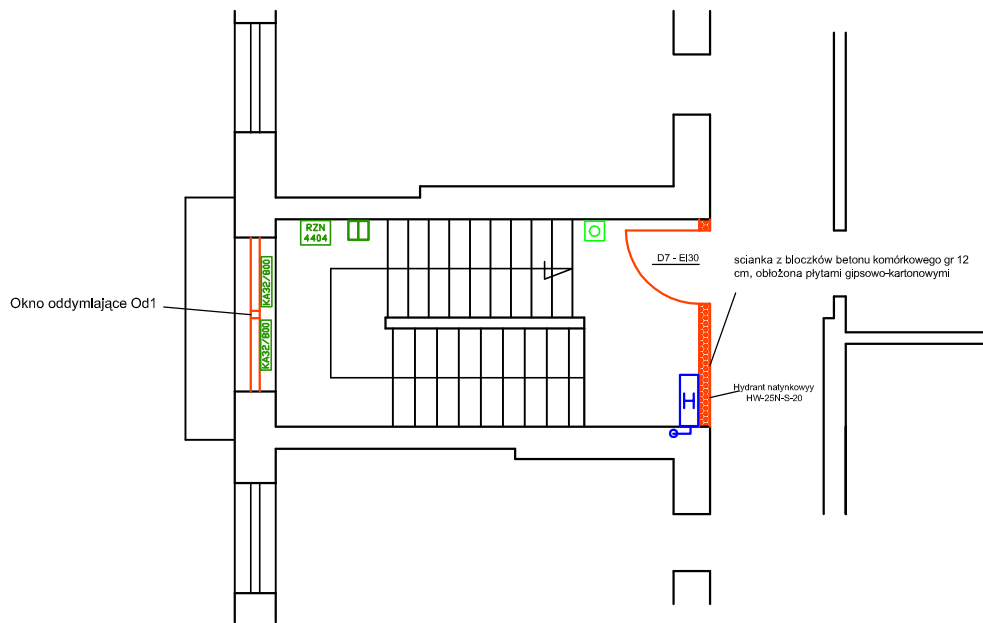 RZN
4404
D7 - EI30
scianka z bloczków betonu komórkowego gr 12
cm, obłożona płytami gipsowo-kartonowymi
KA32/800
Okno oddymiające Od1
KA32/800
Hydrant natynkowyy
HW-25N-S-20
H